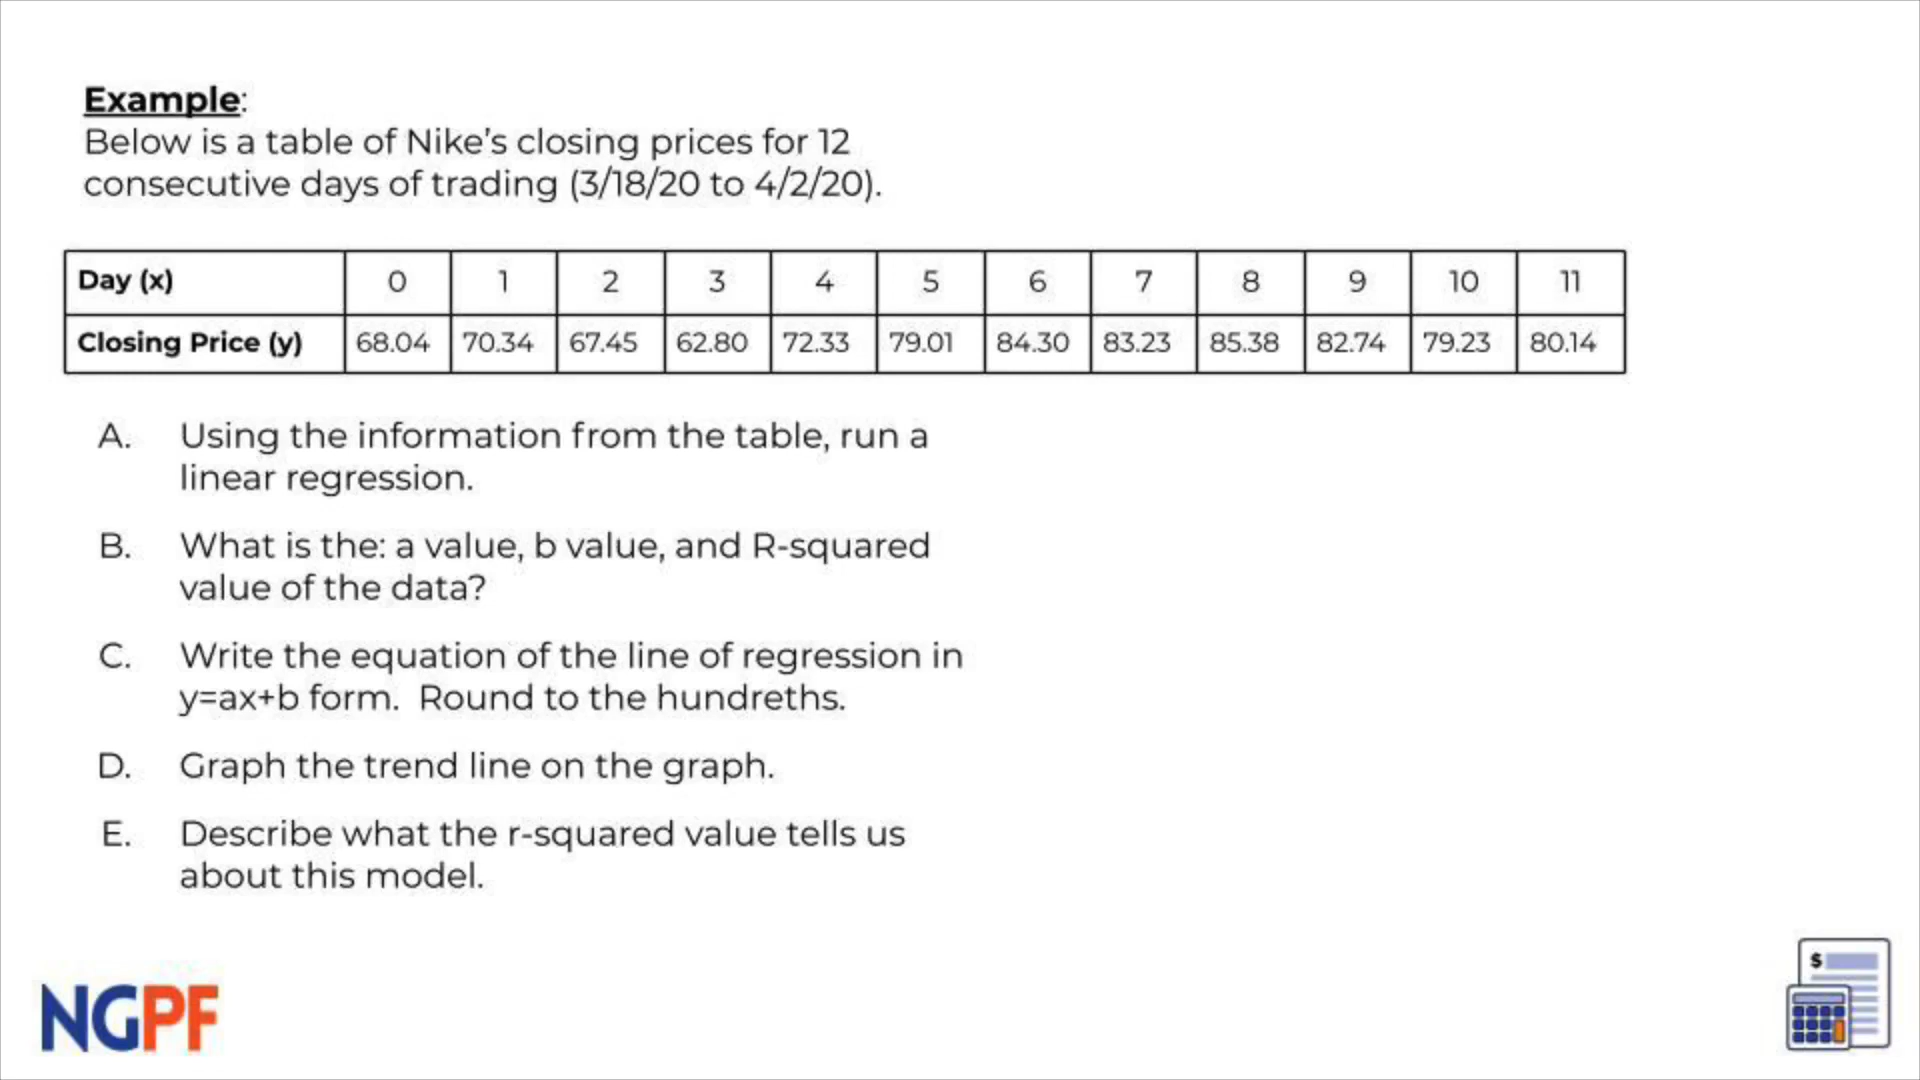 Example:
Below is a table of Nike’s closing prices for 12
consecutive days of trading (3/18/20 to 4/2/20).
Day (x) 0 1 2 3 4 5 6 7 8 9 10 11
Closing Price (y) 68.04 70.34 67.45 62.80 72.33 79.01 84.30 83.23 85.38 82.74 79.23 80.14
A. Using the information from the table, run a
linear regression.
B. What is the: a value, b value, and R-squared
value of the data?
C. Write the equation of the line of regression in
y=ax+b form. Round to the hundreths.
D. Graph the trend line on the graph.
E. Describe what the r-squared value tells us
about this model.
$
NGPF